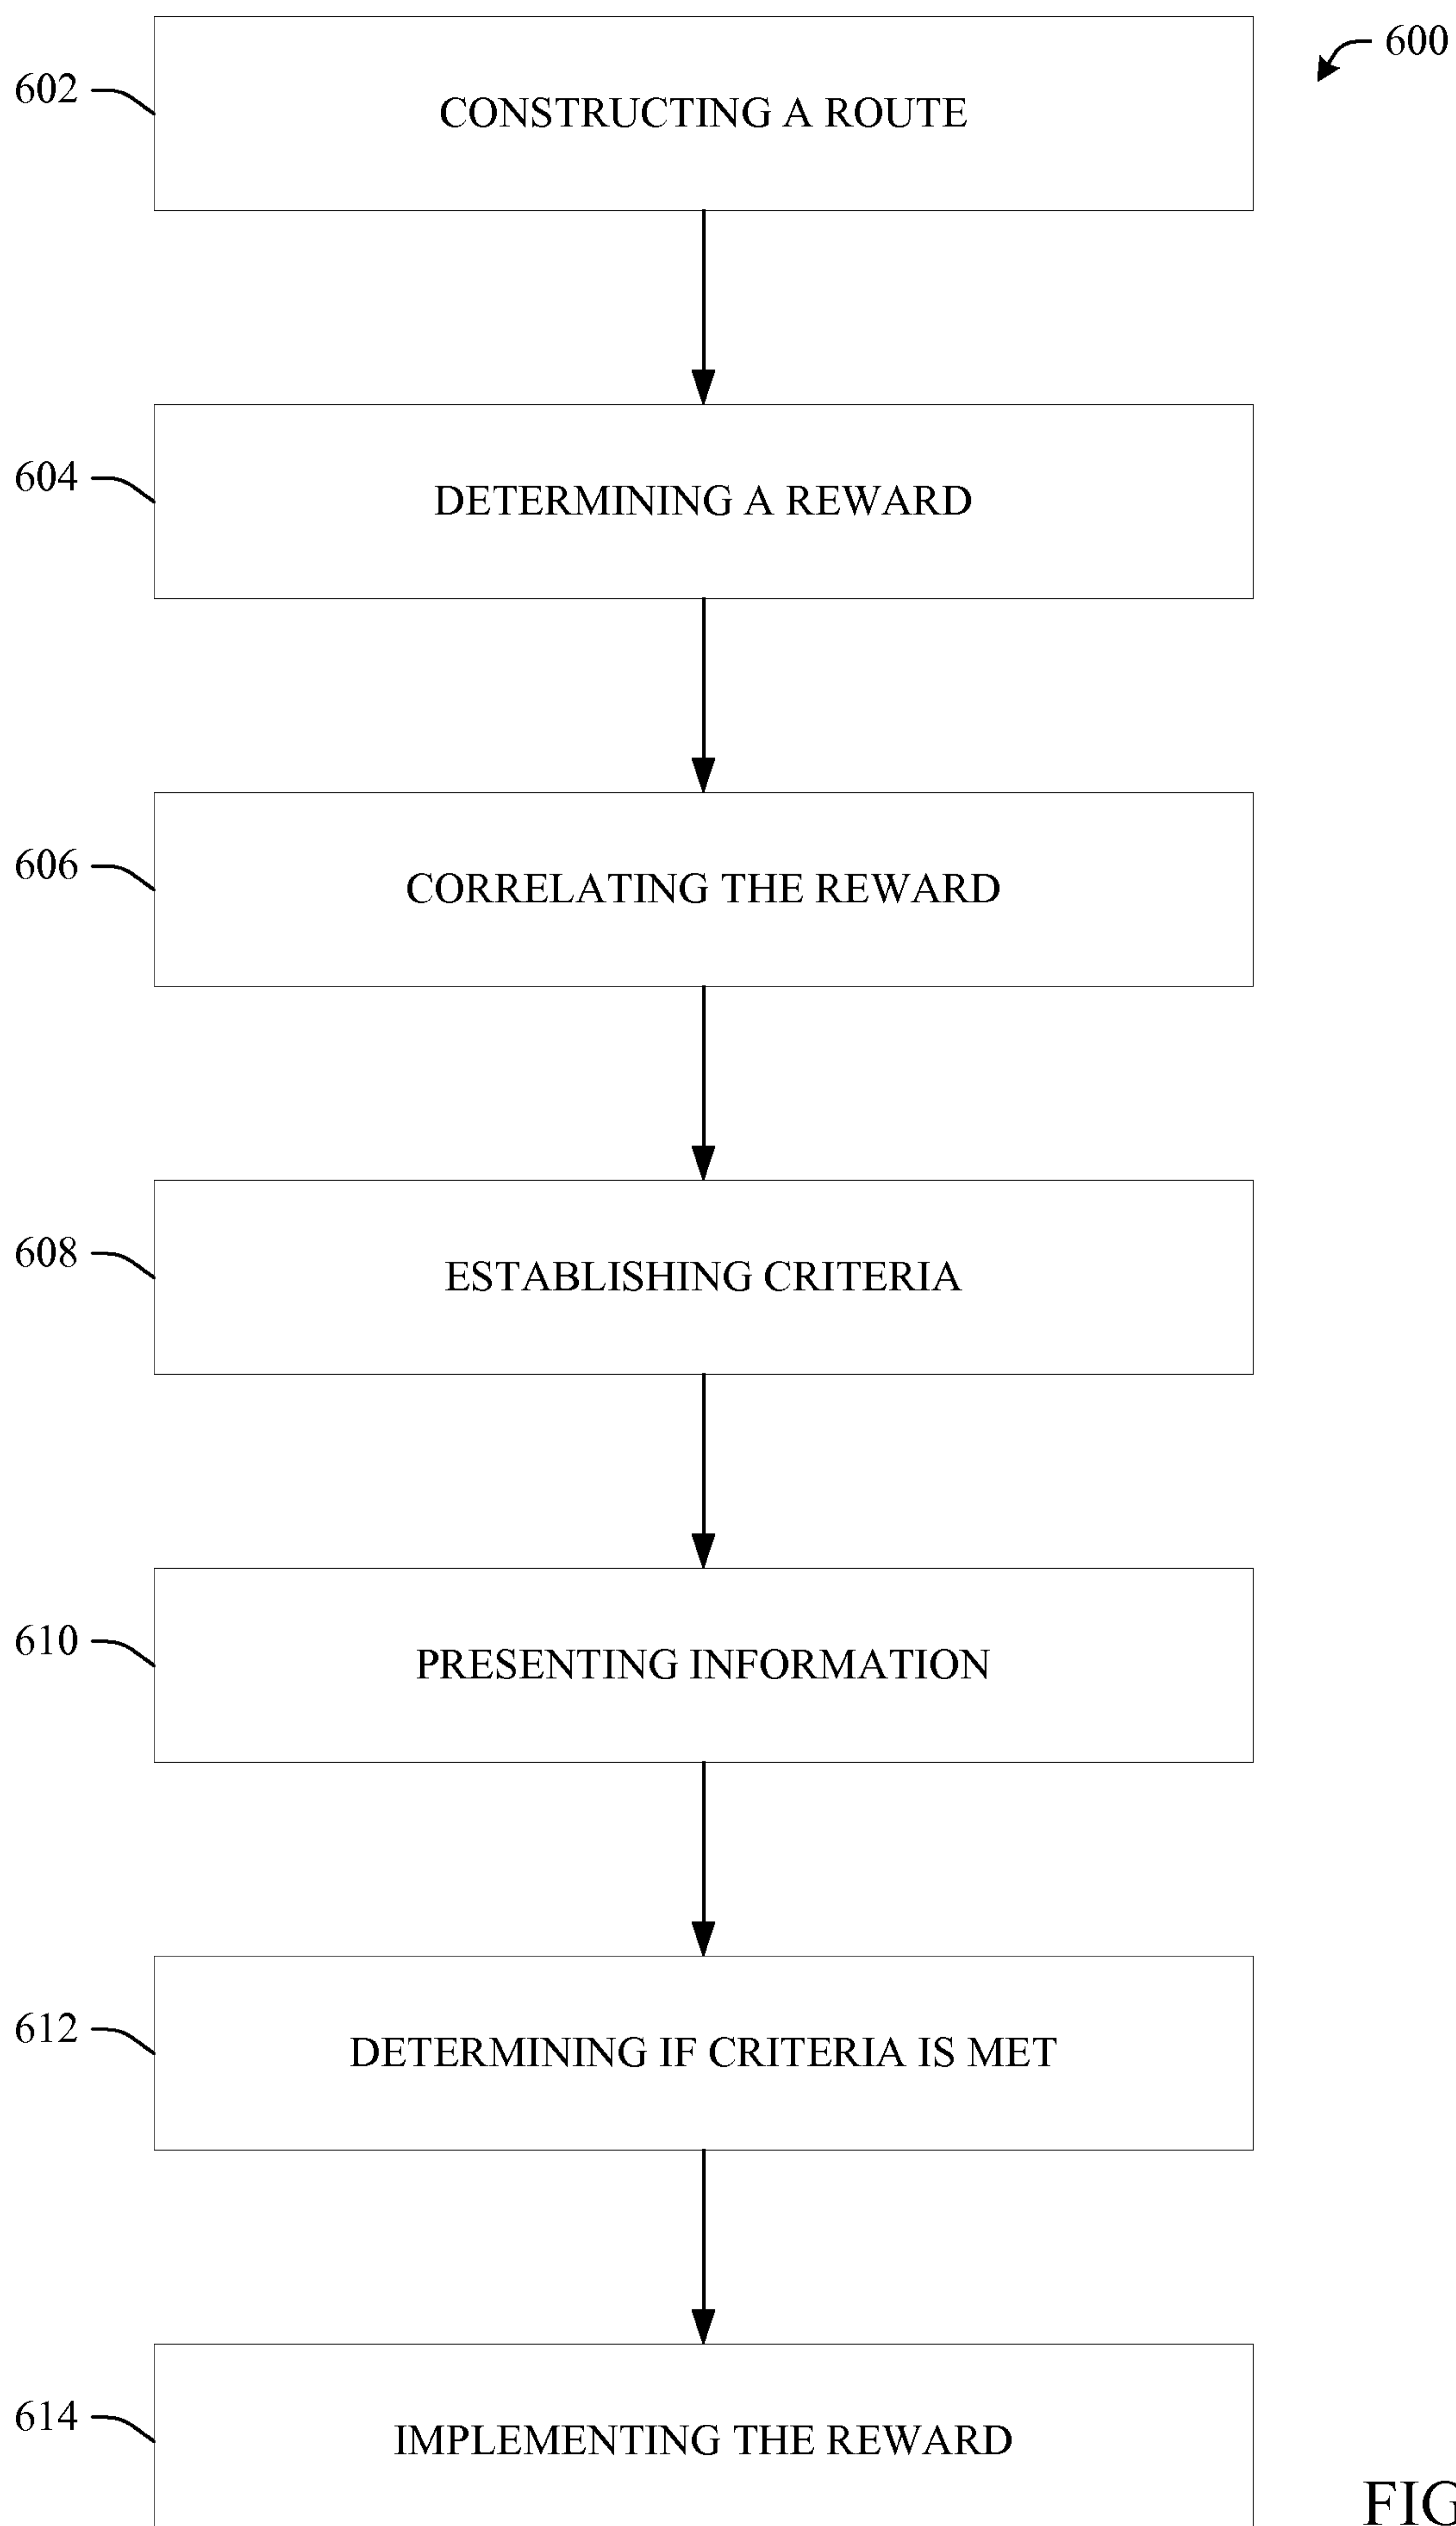 600
602
CONSTRUCTING A ROUTE
604
DETERMINING A REWARD
606
CORRELATING THE REWARD
608
ESTABLISHING CRITERIA
610
PRESENTING INFORMATION
612
DETERMINING IF CRITERIA IS MET
614
IMPLEMENTING THE REWARD
FIG